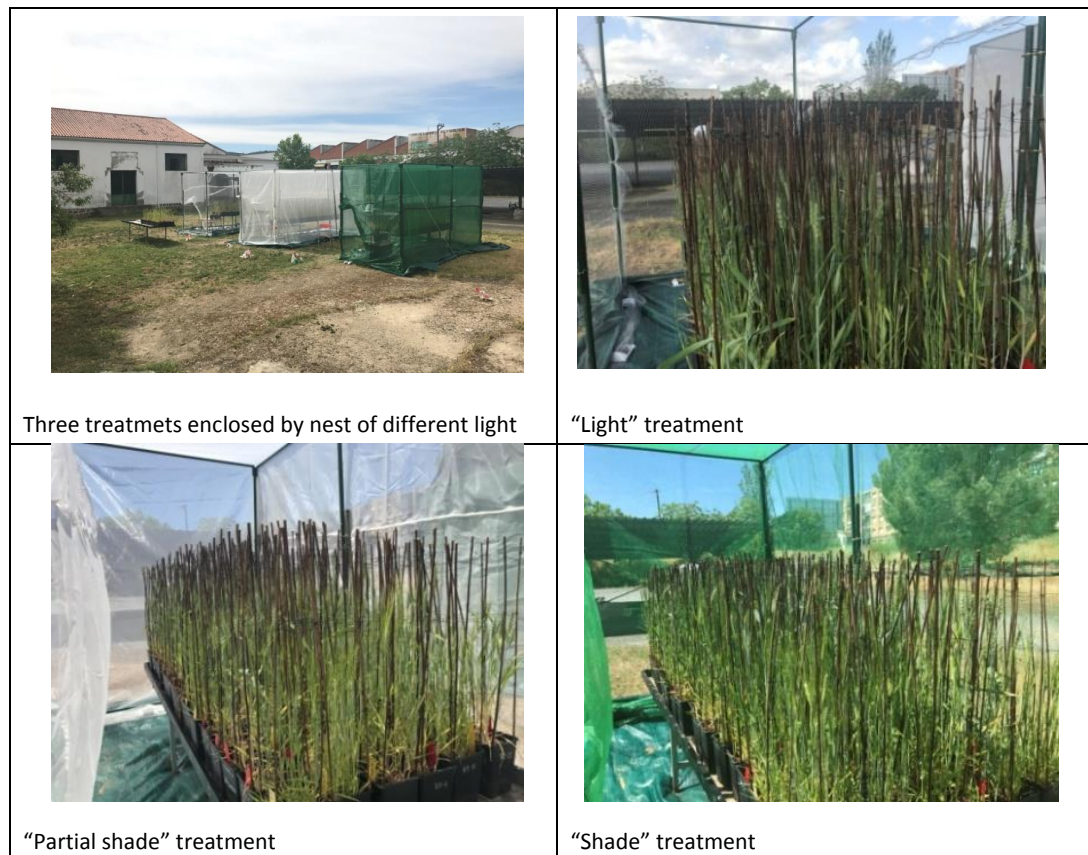 Three treatmets enclosed by nest of different light
“Light” treatment
“Partial shade” treatment
“Shade” treatment